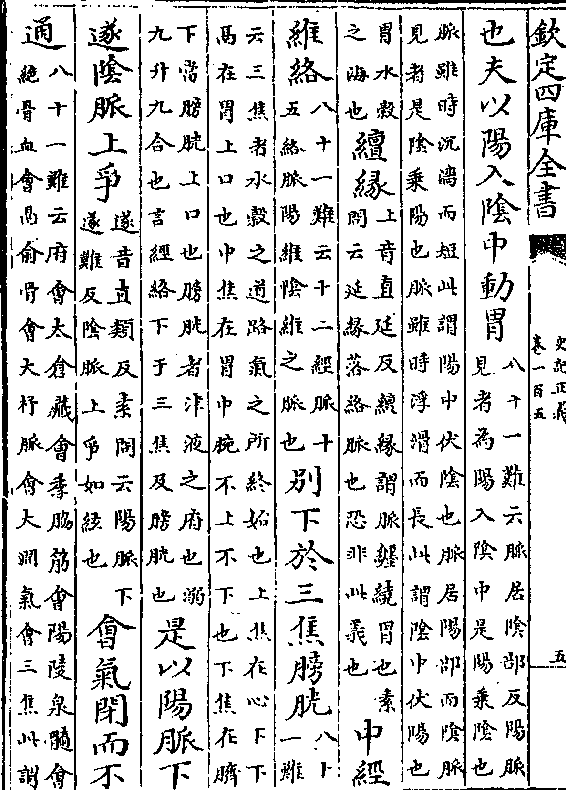 欽定四庫全書
史記正義
卷一百五
五
也夫以陽入陰中動胃
八十一難云脈居陰部反陽脈
見者為陽入陰中是陽乘陰也
脈雖時沉濇而短此謂陽中伏陰也脈居陽部而陰脈
見者是陰乘陽也脈雖時浮滑而長此謂陰中伏陽也
胃水穀
之海也
繵緣
上音直延反繵緣謂脈纒繞胃也素
問云延緣落絡脈也恐非此義也
中經
維絡
八十一難云十二經脈十
五絡脈陽維陰維之脈也
別下於三焦膀胱
八十
一難
云三焦者水穀之道路氣之所終始也上焦在心下下
鬲在胃上口也中焦在胃中脘不上不下也下焦在臍
下當膀胱上口也膀胱者津液之府也溺
九升九合也言經絡下于三焦及膀胱也
是以陽脈下
遂陰脈上爭
遂音直類反素問云陽脈下
遂難反陰脈上爭如絃也
會氣閉而不
通
八十一難云府會太倉藏會季脇筋會陽陵泉髓會
絕骨血會鬲俞骨會大杼脈會大淵氣會三焦此謂